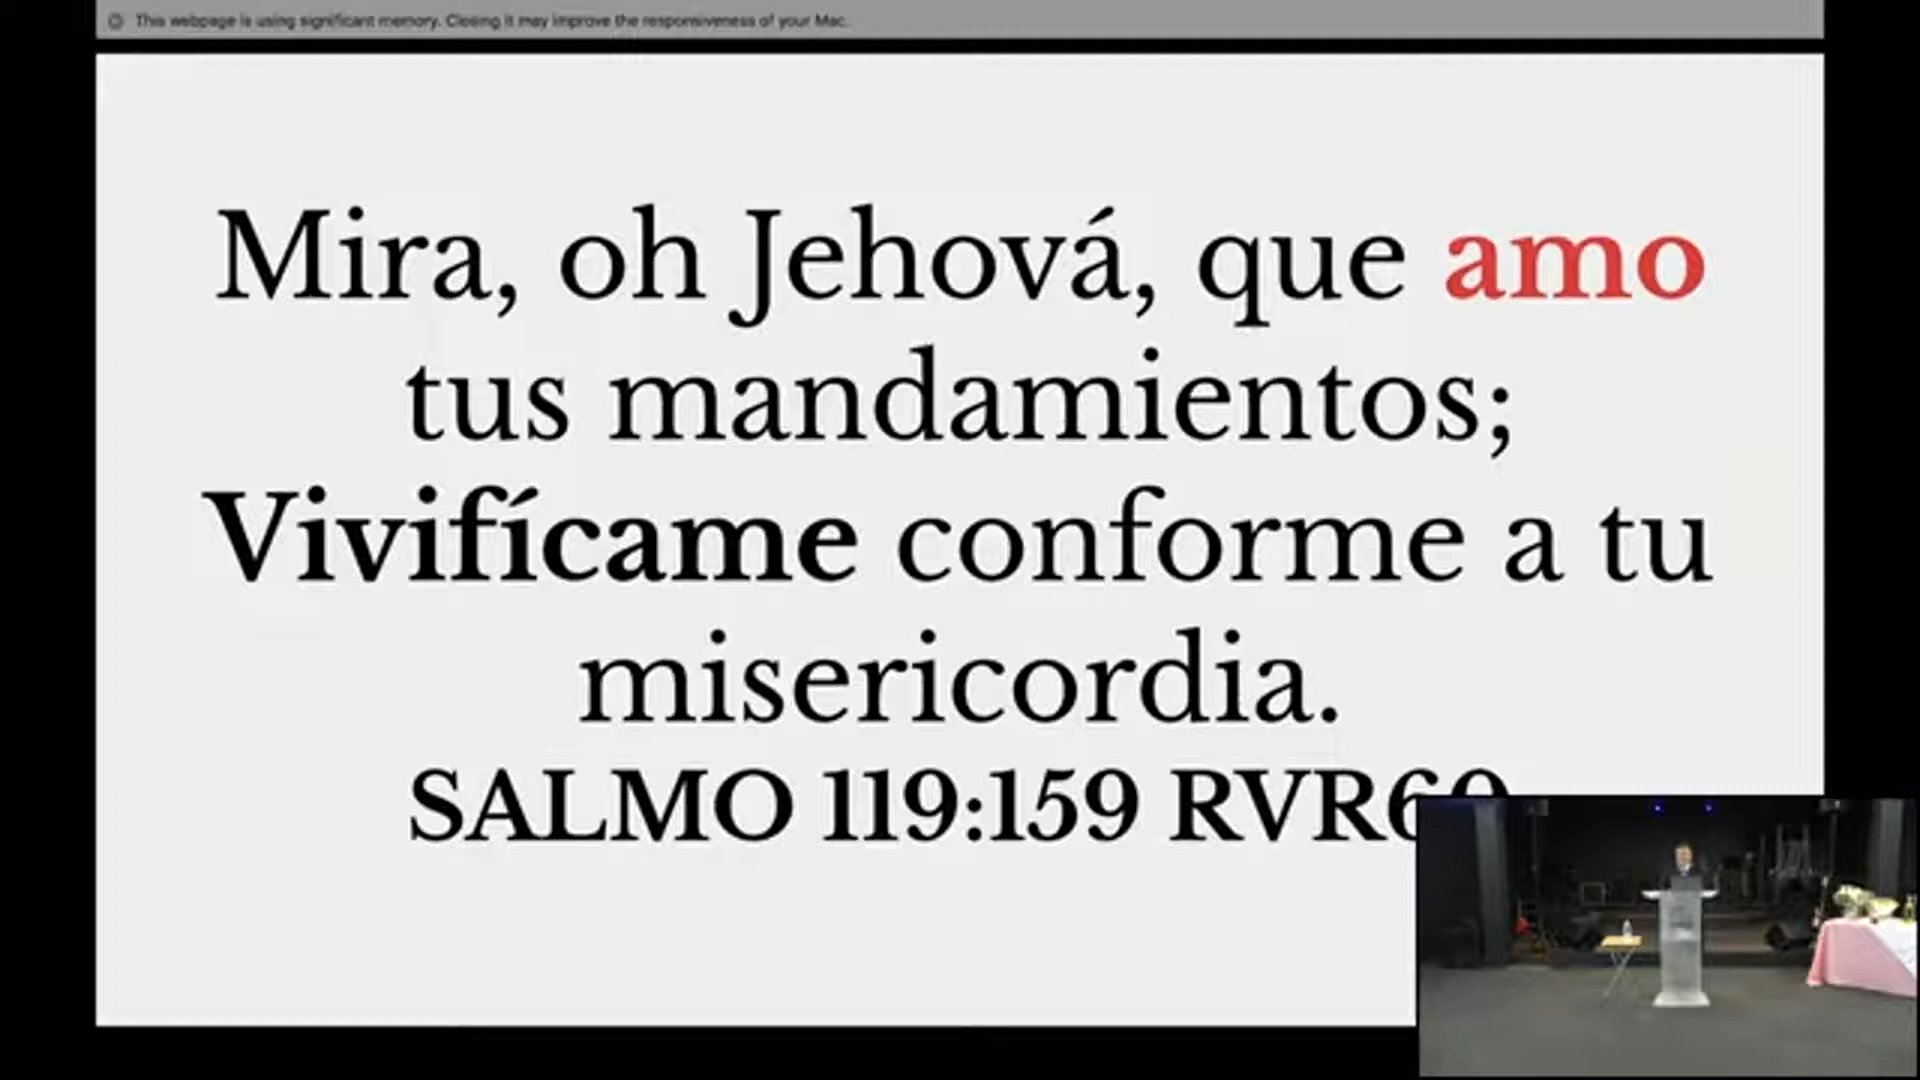 This webpage is using significant memory. Closing it may improve the responsiveness of your Mac.
Mira, oh Jehová, que amo
tus mandamientos;
Vivifícame conforme a tu
misericordia.
SALMO 119:159 RVR60